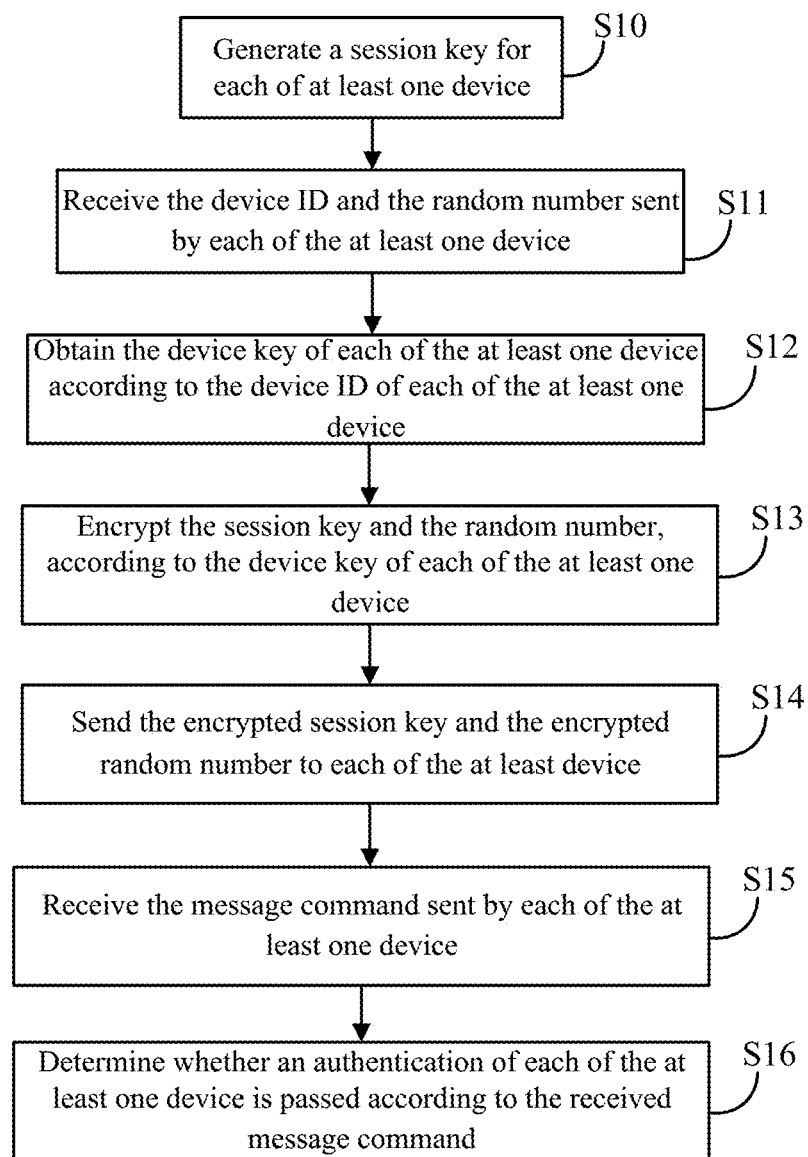 Generate a session key for
each of at least one device
S10
Receive the device ID and the random number sent
by each of the at least one device
S11
Obtain the device key of each of the at least one device
according to the device ID of each of the at least one
device
S12
Encrypt the session key and the random number,
according to the device key of each of the at least one
device
S13
Send the encrypted session key and the encrypted
random number to each of the at least device
S14
Receive the message command sent by each of the at
least one device
S15
Determine whether an authentication of each of the at
least one device is passed according to the received
message command
S16